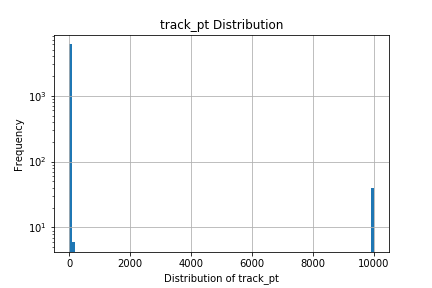 track_pt Distribution
10³
10²
10¹
Frequency
0 2000 4000 6000 8000 10000
Distribution of track_pt